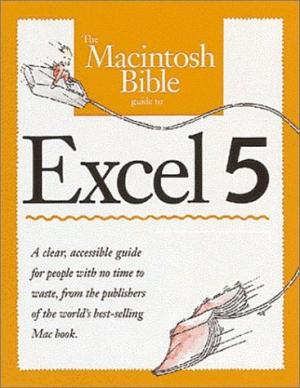 The
Macintosh
Bible
guide to
Excel 5
A clear, accessible guide
for people with no time to
waste, from the publishers
of the world's best-selling
Mac book.